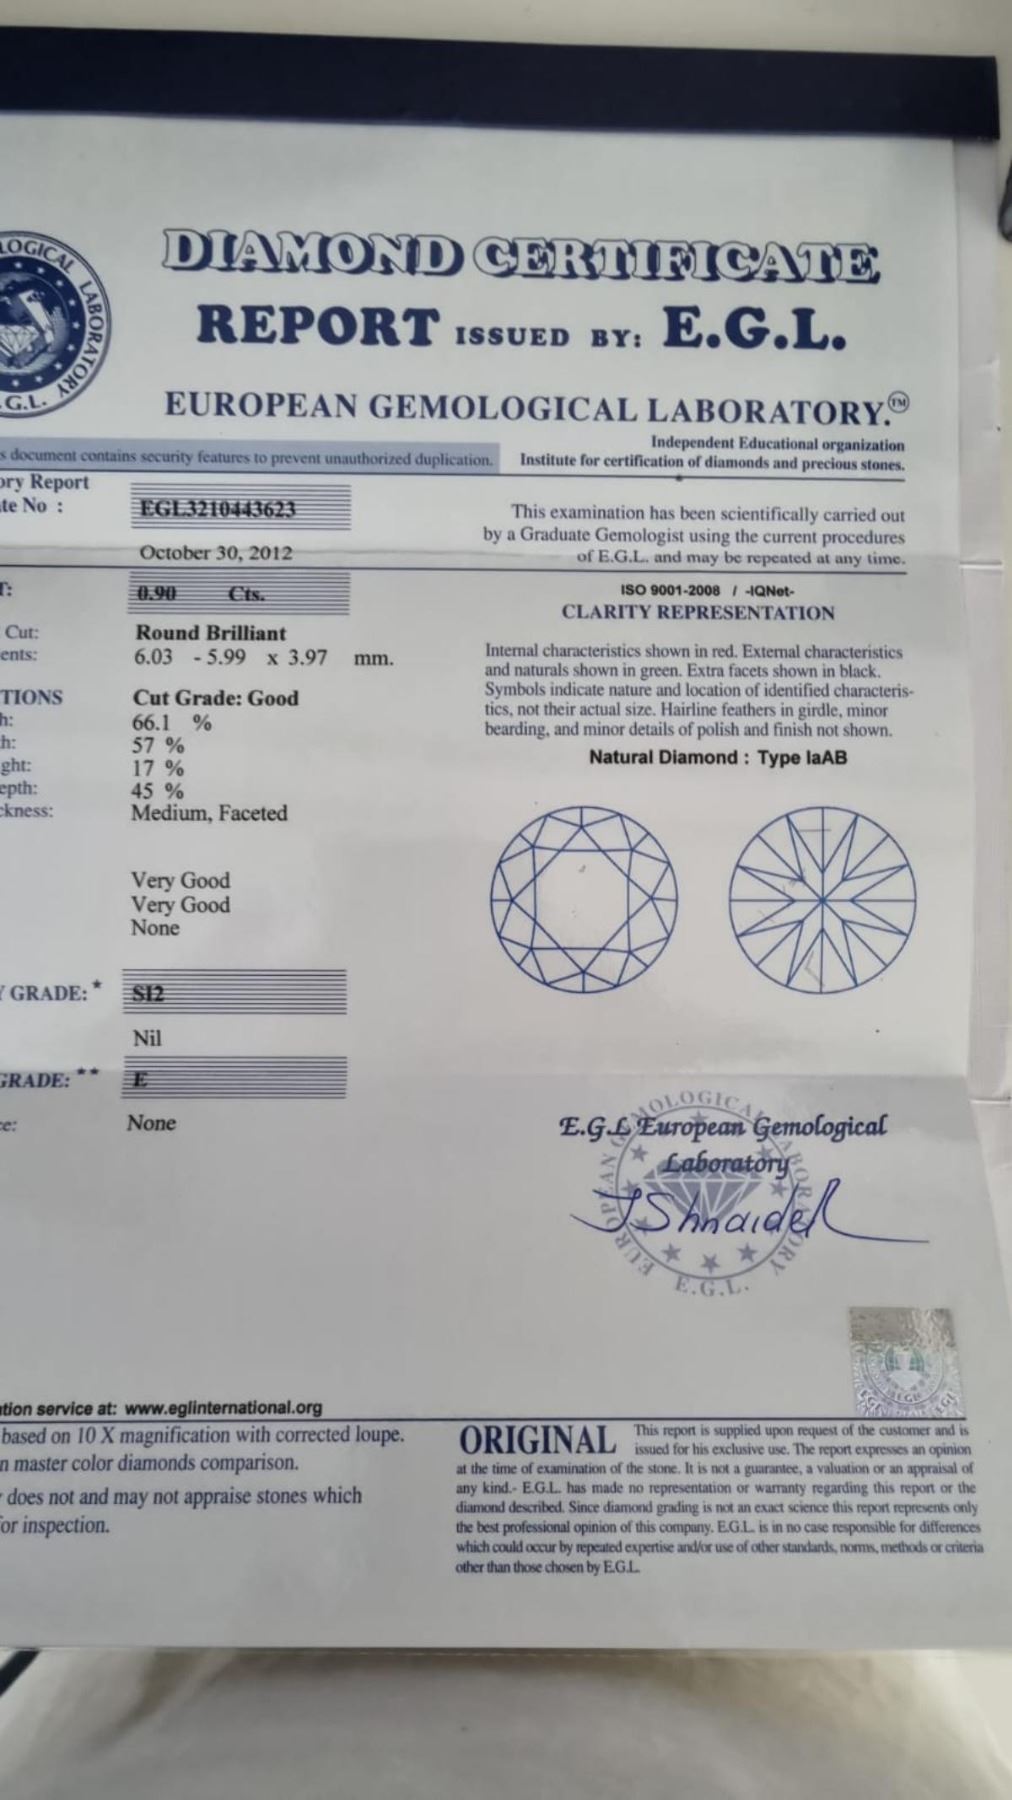 LOGICAL LABORATORY
.G.L.
DIAMOND CERTIFICATE
REPORT ISSUED BY: E.G.L.
EUROPEAN GEMOLOGICAL LABORATORY.™
Independent Educational organization
s document contains security features to prevent unauthorized duplication.
Institute for certification of diamonds and precious stones.
ory Report
te No : EGL3210443623
October 30, 2012
This examination has been scientifically carried out
by a Graduate Gemologist using the current procedures
of E.G.L. and may be repeated at any time.
T: 0.90 Cts.
ISO 9001-2008 / -IQNet-
CLARITY REPRESENTATION
Cut: Round Brilliant
ents: 6.03 - 5.99 x 3.97 mm.
Internal characteristics shown in red. External characteristics
and naturals shown in green. Extra facets shown in black.
Symbols indicate nature and location of identified characteris-
tics, not their actual size. Hairline feathers in girdle, minor
bearding, and minor details of polish and finish not shown.
TIONS Cut Grade: Good
h: 66.1 %
h: 57 %
ght: 17 %
epth: 45 %
ckness: Medium, Faceted
Natural Diamond : Type IaAB
Very Good
Very Good
None
Y GRADE: * SI2
Nil
GRADE: ** E
ce: None
EUROPEAN GEMOLOGICAL LABORATORY
E.G.L.
E.G.L European Gemological
Laboratory
JShnaider
tion service at: www.eglinternational.org
based on 10 X magnification with corrected loupe.
n master color diamonds comparison.
does not and may not appraise stones which
for inspection.
ORIGINAL This report is supplied upon request of the customer and is
issued for his exclusive use. The report expresses an opinion
at the time of examination of the stone. It is not a guarantee, a valuation or an appraisal of
any kind.- E.G.L. has made no representation or warranty regarding this report or the
diamond described. Since diamond grading is not an exact science this report represents only
the best professional opinion of this company. E.G.L. is in no case responsible for differences
which could occur by repeated expertise and/or use of other standards, norms, methods or criteria
other than those chosen by E.G.L.